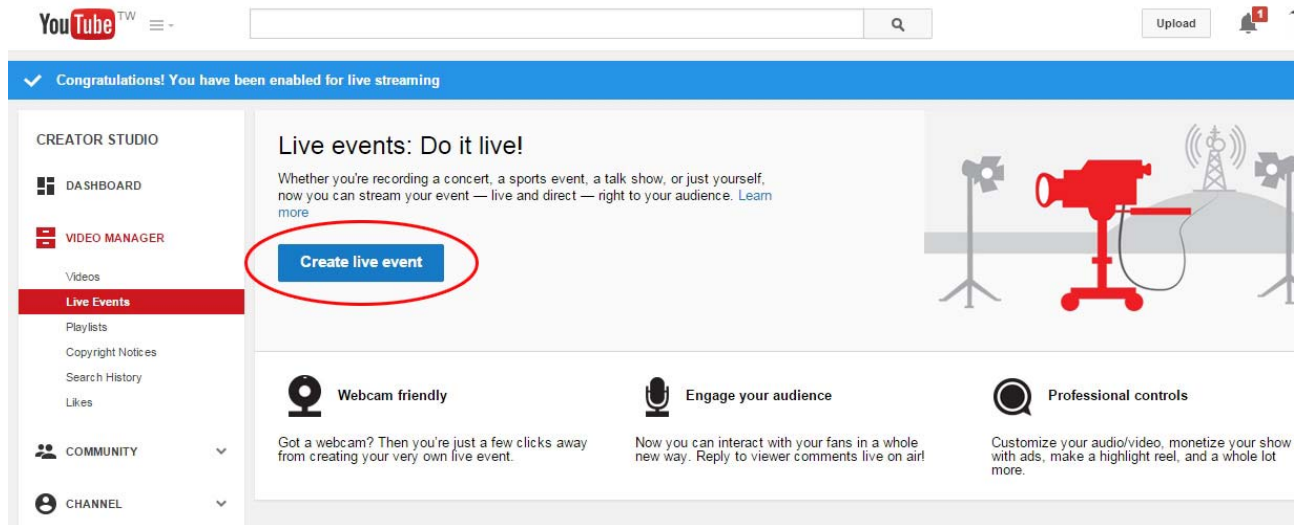 YouTube TW
Upload
1
Congratulations! You have been enabled for live streaming
CREATOR STUDIO
DASHBOARD
VIDEO MANAGER
Videos
Live Events
Playlists
Copyright Notices
Search History
Likes
COMMUNITY
CHANNEL
Live events: Do it live!
Whether you're recording a concert, a sports event, a talk show, or just yourself,
now you can stream your event — live and direct — right to your audience. Learn
more
Create live event
Webcam friendly
Got a webcam? Then you're just a few clicks away
from creating your very own live event.
Engage your audience
Now you can interact with your fans in a whole
new way. Reply to viewer comments live on air!
Professional controls
Customize your audio/video, monetize your show
with ads, make a highlight reel, and a whole lot
more.